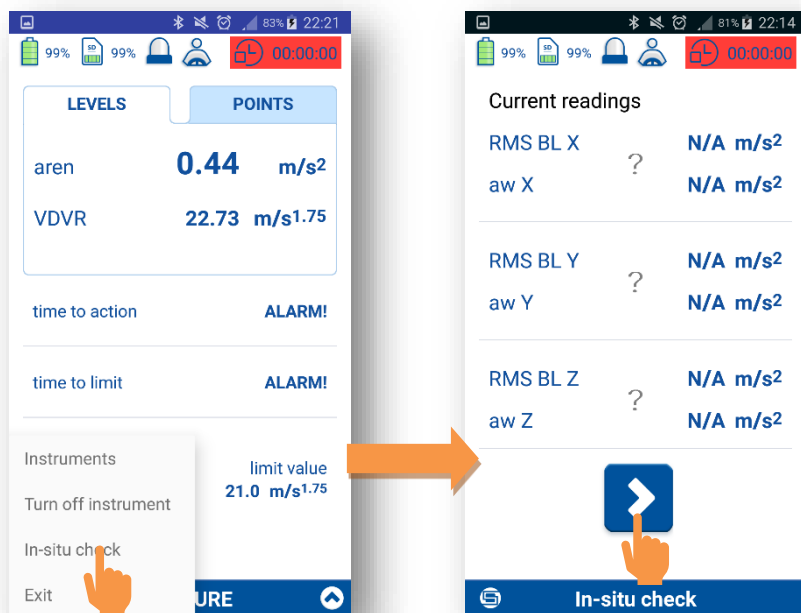 83% 22:21
99% SD 99% 00:00:00
LEVELS POINTS
aren 0.44 m/s2
VDVR 22.73 m/s1.75
time to action ALARM!
time to limit ALARM!
limit value
21.0 m/s1.75
Instruments
Turn off instrument
In-situ check
Exit
URE
81% 22:14
99% SD 99% 00:00:00
Current readings
RMS BL X N/A m/s2
?
aw X N/A m/s2
RMS BL Y N/A m/s2
?
aw Y N/A m/s2
RMS BL Z N/A m/s2
?
aw Z N/A m/s2
In-situ check